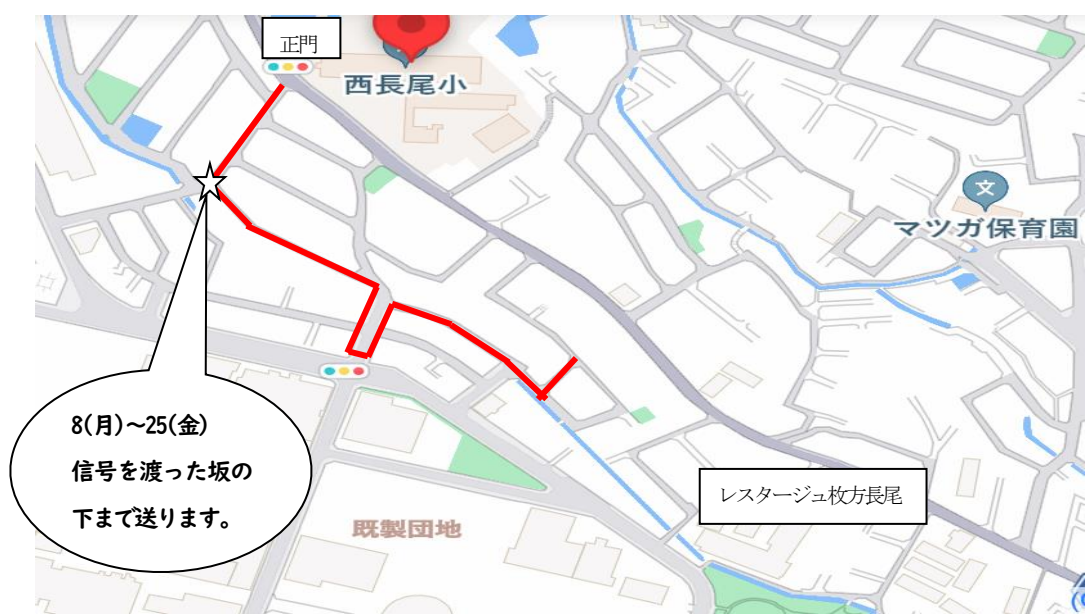 正門
西長尾小
文
マツガ保育園
8(月)～25(金)
信号を渡った坂の
下まで送ります。
レスタージュ枚方長尾
既製団地